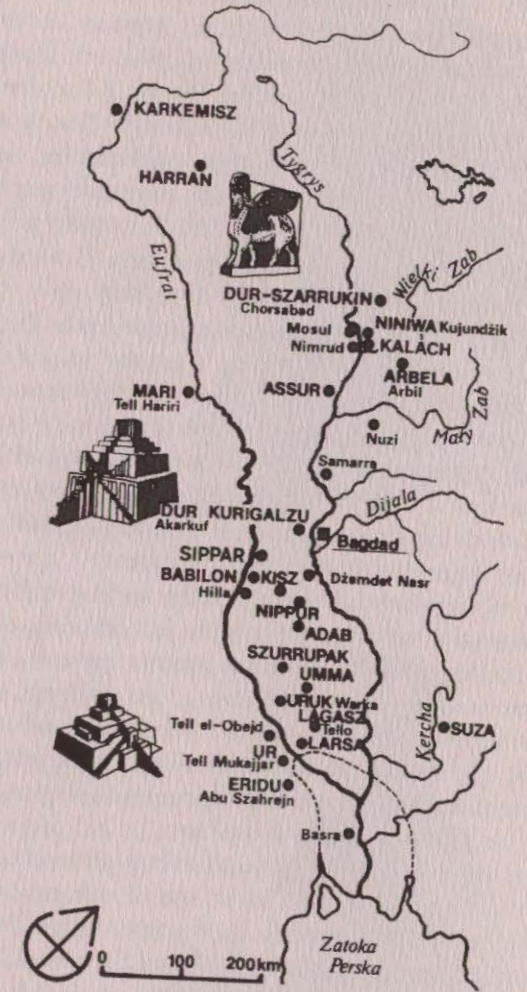 KARKEMISZ
HARRAN
Tygrys
Eufrat
Wielki Zab
DUR-SZARRUKIN
Chorsabad
Mosul
NINIWA Kujundżik
Nimrud
KALACH
ARBELA
Arbil
MARI
Tell Hariri
ASSUR
Nuzi
Mały Zab
Samarra
DUR KURIGALZU
Akarkuf
Dijala
Bagdad
SIPPAR
BABILON
KISZ
Dżemdet Nasr
Hilla
NIPPUR
ADAB
SZURRUPAK
UMMA
URUK Warka
LAGASZ
Tello
Kercha
SUZA
Tell el-Obejd
LARSA
UR
Tell Mukajjar
ERIDU
Abu Szahrejn
Basra
Zatoka
Perska
0 100 200 km